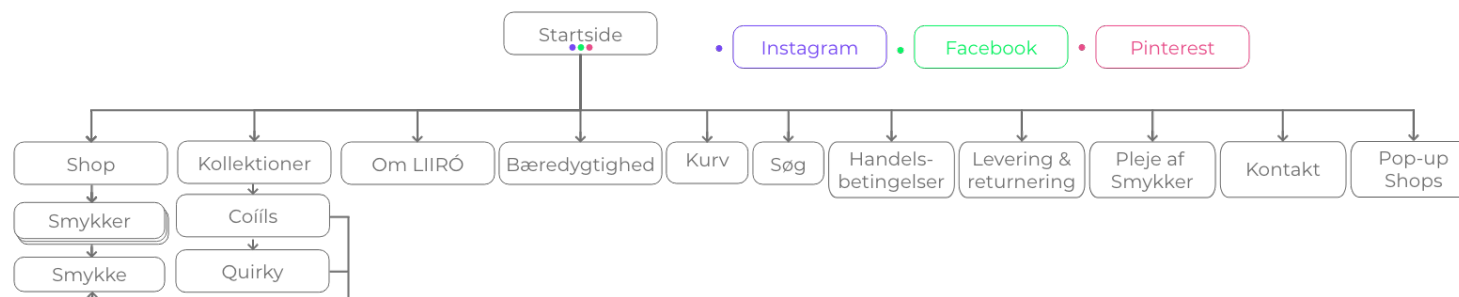 Startside
Instagram
Facebook
Pinterest
Shop
Kollektioner
Om LIIRÓ
Bæredygtighed
Kurv
Søg
Handels-
betingelser
Levering &
returnering
Pleje af
Smykker
Kontakt
Pop-up
Shops
Smykker
Coííls
Smykke
Quirky